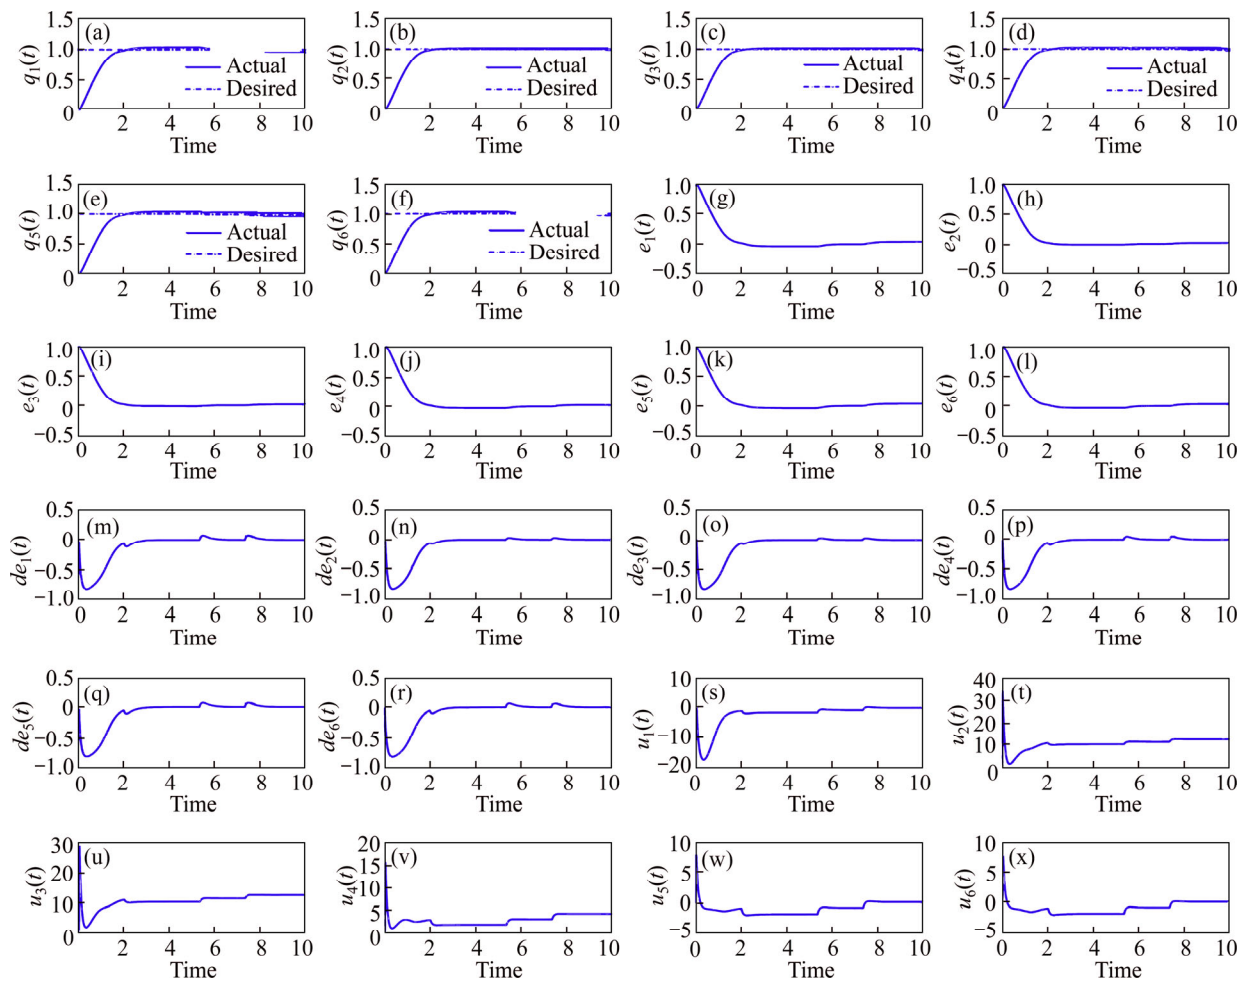 1.5 (a) 1.0 0.5 0 q1(t) Actual Desired 0 2 4 6 8 10 Time
1.5 (b) 1.0 0.5 0 q2(t) Actual Desired 0 2 4 6 8 10 Time
1.5 (c) 1.0 0.5 0 q3(t) Actual Desired 0 2 4 6 8 10 Time
1.5 (d) 1.0 0.5 0 q4(t) Actual Desired 0 2 4 6 8 10 Time
1.5 (e) 1.0 0.5 0 q5(t) Actual Desired 0 2 4 6 8 10 Time
1.5 (f) 1.0 0.5 0 q6(t) Actual Desired 0 2 4 6 8 10 Time
1.0 (g) 0.5 0 −0.5 e1(t) 0 2 4 6 8 10 Time
1.0 (h) 0.5 0 −0.5 e2(t) 0 2 4 6 8 10 Time
1.0 (i) 0.5 0 −0.5 e3(t) 0 2 4 6 8 10 Time
1.0 (j) 0.5 0 −0.5 e4(t) 0 2 4 6 8 10 Time
1.0 (k) 0.5 0 −0.5 e5(t) 0 2 4 6 8 10 Time
1.0 (l) 0.5 0 −0.5 e6(t) 0 2 4 6 8 10 Time
0.5 (m) 0 −0.5 −1.0 de1(t) 0 2 4 6 8 10 Time
0.5 (n) 0 −0.5 −1.0 de2(t) 0 2 4 6 8 10 Time
0.5 (o) 0 −0.5 −1.0 de3(t) 0 2 4 6 8 10 Time
0.5 (p) 0 −0.5 −1.0 de4(t) 0 2 4 6 8 10 Time
0.5 (q) 0 −0.5 −1.0 de5(t) 0 2 4 6 8 10 Time
0.5 (r) 0 −0.5 −1.0 de6(t) 0 2 4 6 8 10 Time
10 (s) 0 −10 −20 u1(t) 0 2 4 6 8 10 Time
40 (t) 30 20 10 0 u2(t) 0 2 4 6 8 10 Time
30 (u) 20 10 0 u3(t) 0 2 4 6 8 10 Time
20 (v) 15 10 5 0 u4(t) 0 2 4 6 8 10 Time
10 (w) 5 0 −5 u5(t) 0 2 4 6 8 10 Time
10 (x) 5 0 −5 u6(t) 0 2 4 6 8 10 Time